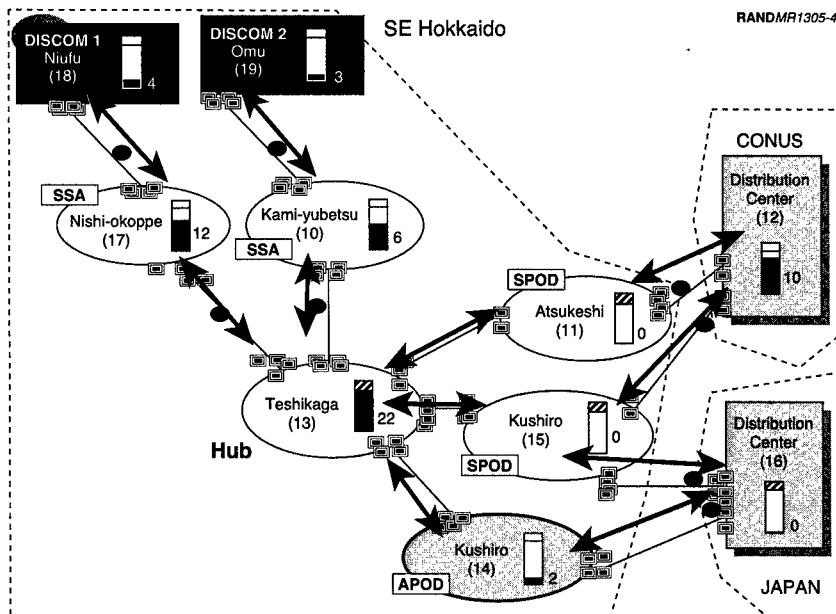 RANDMR1305-4
SE Hokkaido
DISCOM 1
Niufu
(18)
4
DISCOM 2
Omu
(19)
3
CONUS
Distribution
Center
(12)
10
SSA
Nishi-okoppe
(17)
12
Kami-yubetsu
(10)
6
SSA
SPOD
Atsukeshi
(11)
0
Teshikaga
(13)
22
Hub
Kushiro
(15)
0
SPOD
Distribution
Center
(16)
0
Kushiro
(14)
2
APOD
JAPAN